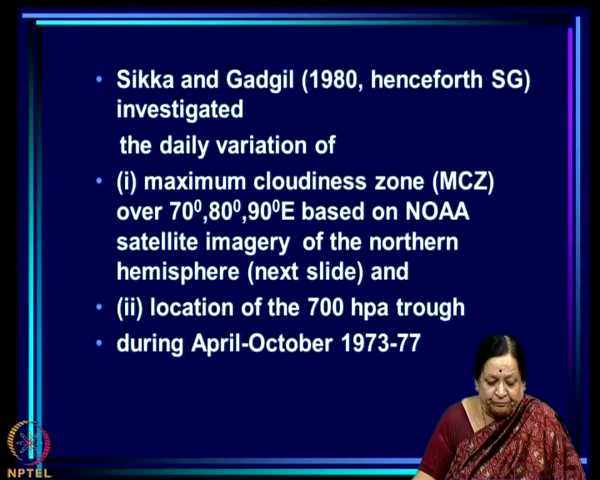 • Sikka and Gadgil (1980, henceforth SG)
investigated
the daily variation of
• (i) maximum cloudiness zone (MCZ)
over 70⁰,80⁰,90⁰E based on NOAA
satellite imagery of the northern
hemisphere (next slide) and
• (ii) location of the 700 hpa trough
• during April-October 1973-77
NPTEL